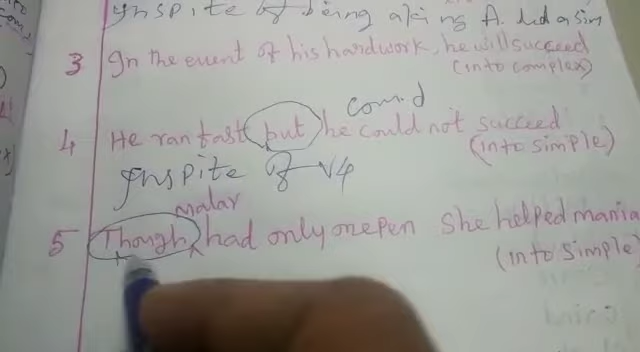 Inspite of being a king A. did a sin
3 In the event of his hardwork, he will succeed
(into complex)
com.d
4 He ran fast but he could not succeed
(into simple)
Inspite of V4
malar
5 Though had only one pen she helped mania
(into simple)